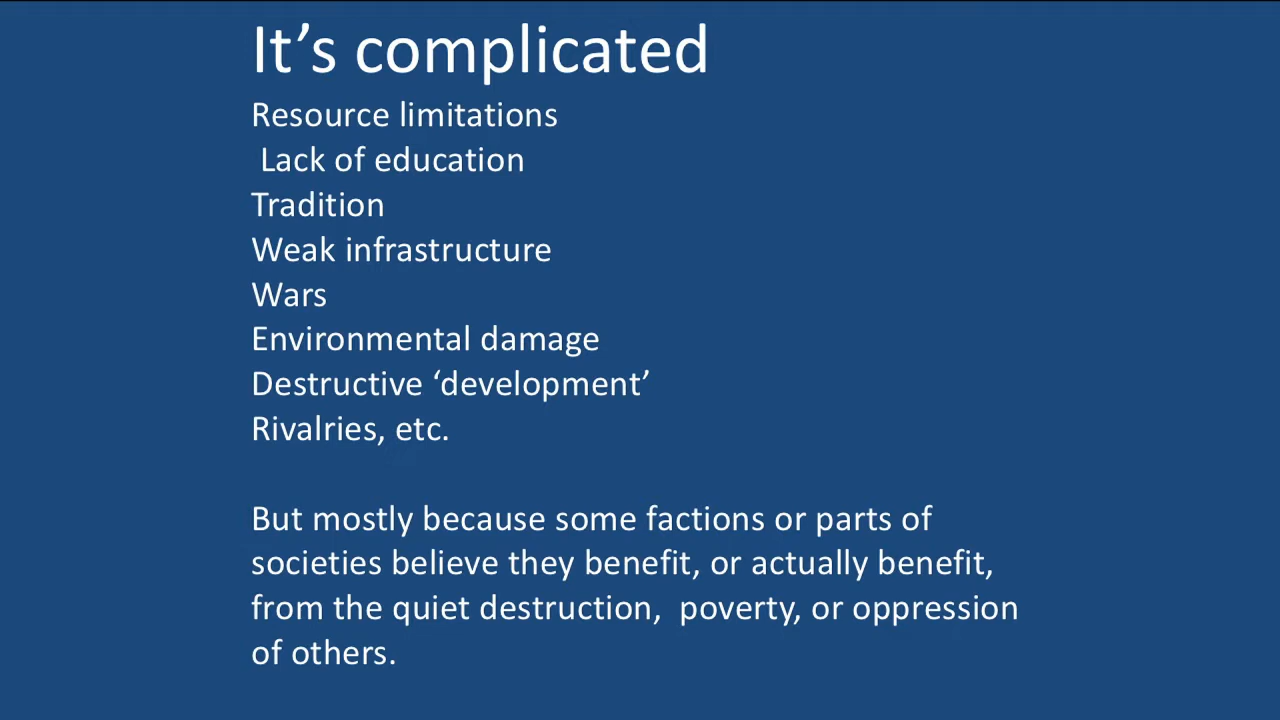 It’s complicated
Resource limitations
Lack of education
Tradition
Weak infrastructure
Wars
Environmental damage
Destructive ‘development’
Rivalries, etc.
But mostly because some factions or parts of
societies believe they benefit, or actually benefit,
from the quiet destruction,  poverty, or oppression
of others.